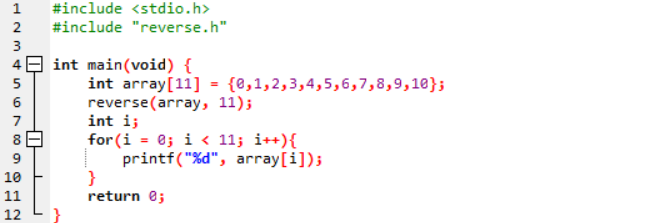 1 #include <stdio.h>
2 #include "reverse.h"
3
4 int main(void) {
5     int array[11] = {0,1,2,3,4,5,6,7,8,9,10};
6     reverse(array, 11);
7     int i;
8     for(i = 0; i < 11; i++){
9         printf("%d", array[i]);
10     }
11     return 0;
12 }